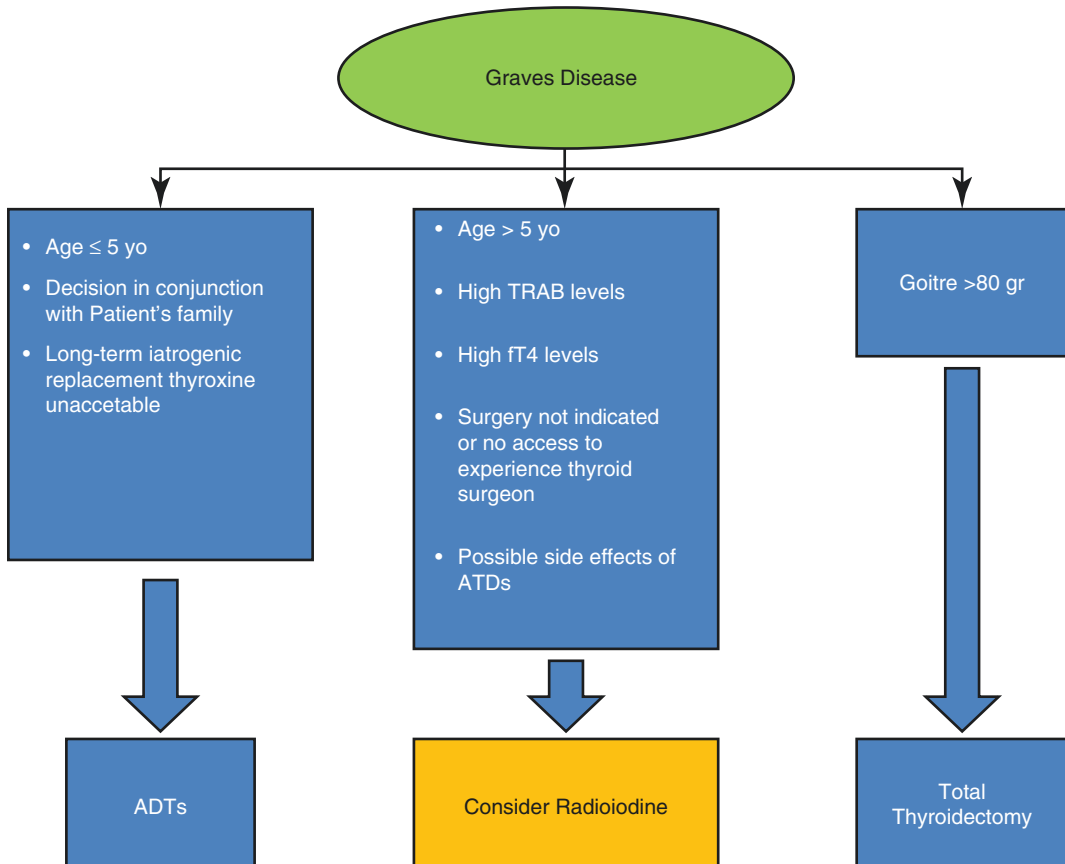 Graves Disease
• Age ≤ 5 yo
• Decision in conjunction
with Patient's family
• Long-term iatrogenic
replacement thyroxine
unaccetable
• Age > 5 yo
• High TRAB levels
• High fT4 levels
• Surgery not indicated
or no access to
experience thyroid
surgeon
• Possible side effects of
ATDs
Goitre >80 gr
ADTs
Consider Radioiodine
Total
Thyroidectomy